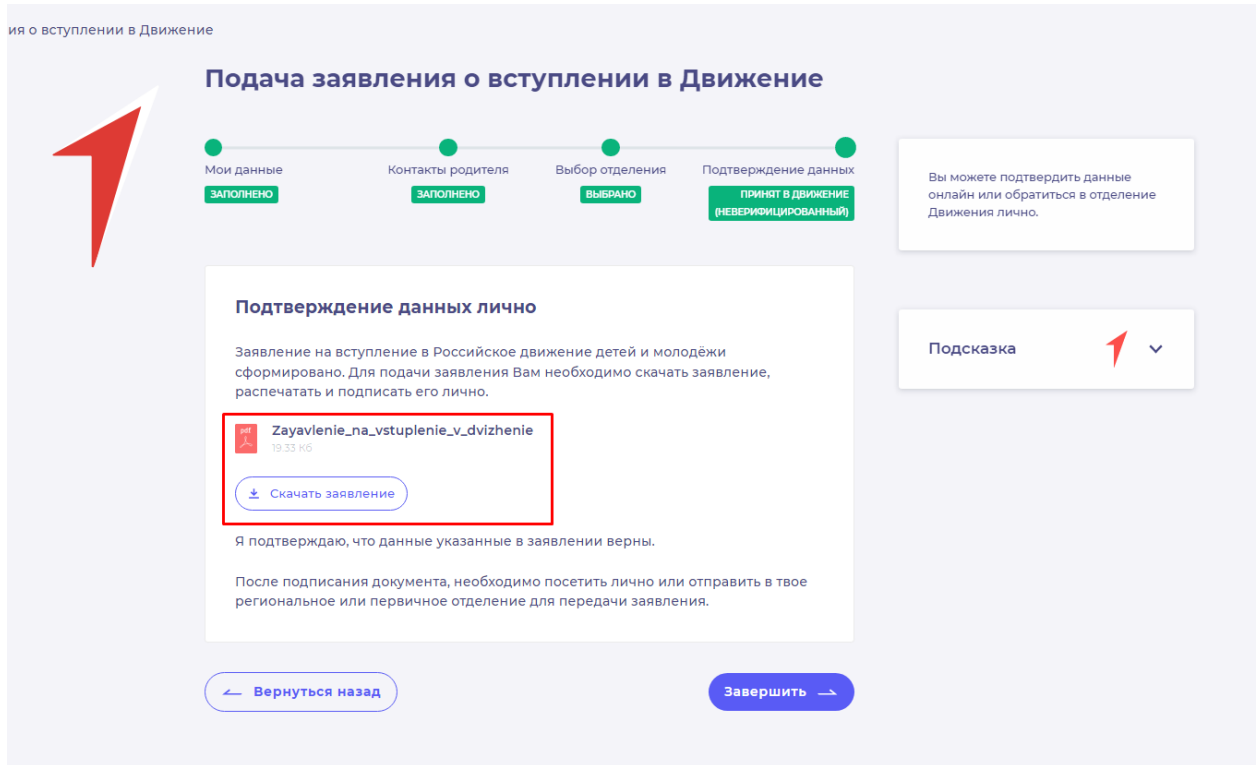 ия о вступлении в Движение
Подача заявления о вступлении в Движение
Мои данные
ЗАПОЛНЕНО
Контакты родителя
ЗАПОЛНЕНО
Выбор отделения
ВЫБРАНО
Подтверждение данных
ПРИНЯТ В ДВИЖЕНИЕ
(НЕВЕРИФИЦИРОВАННЫЙ)
Вы можете подтвердить данные
онлайн или обратиться в отделение
Движения лично.
Подсказка
Подтверждение данных лично
Заявление на вступление в Российское движение детей и молодёжи
сформировано. Для подачи заявления Вам необходимо скачать заявление,
распечатать и подписать его лично.
pdf
Zayavlenie_na_vstuplenie_v_dvizhenie
19.33 Кб
Скачать заявление
Я подтверждаю, что данные указанные в заявлении верны.
После подписания документа, необходимо посетить лично или отправить в твое
региональное или первичное отделение для передачи заявления.
Вернуться назад
Завершить